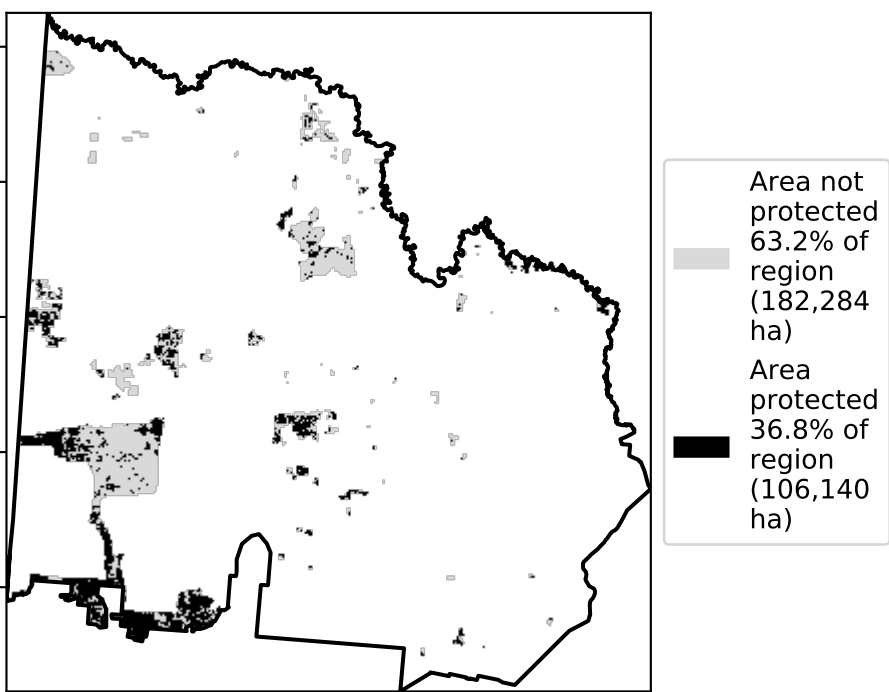 Area not
protected
63.2% of
region
(182,284
ha)
Area
protected
36.8% of
region
(106,140
ha)